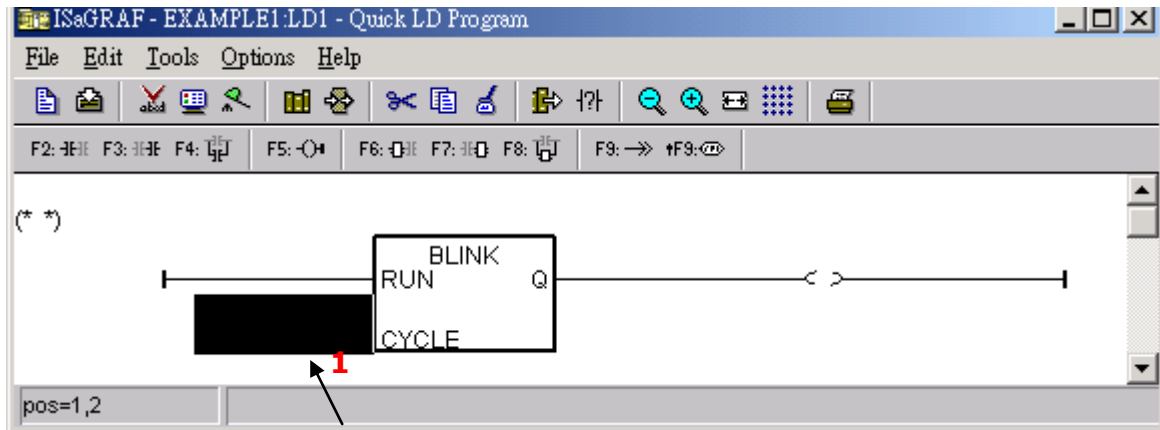 ISaGRAF - EXAMPLE1:LD1 - Quick LD Program
File Edit Tools Options Help
F2: F3: F4: F5: F6: F7: F8: F9: ↑F9:
(* *)
BLINK
RUN Q
CYCLE
1
pos=1,2